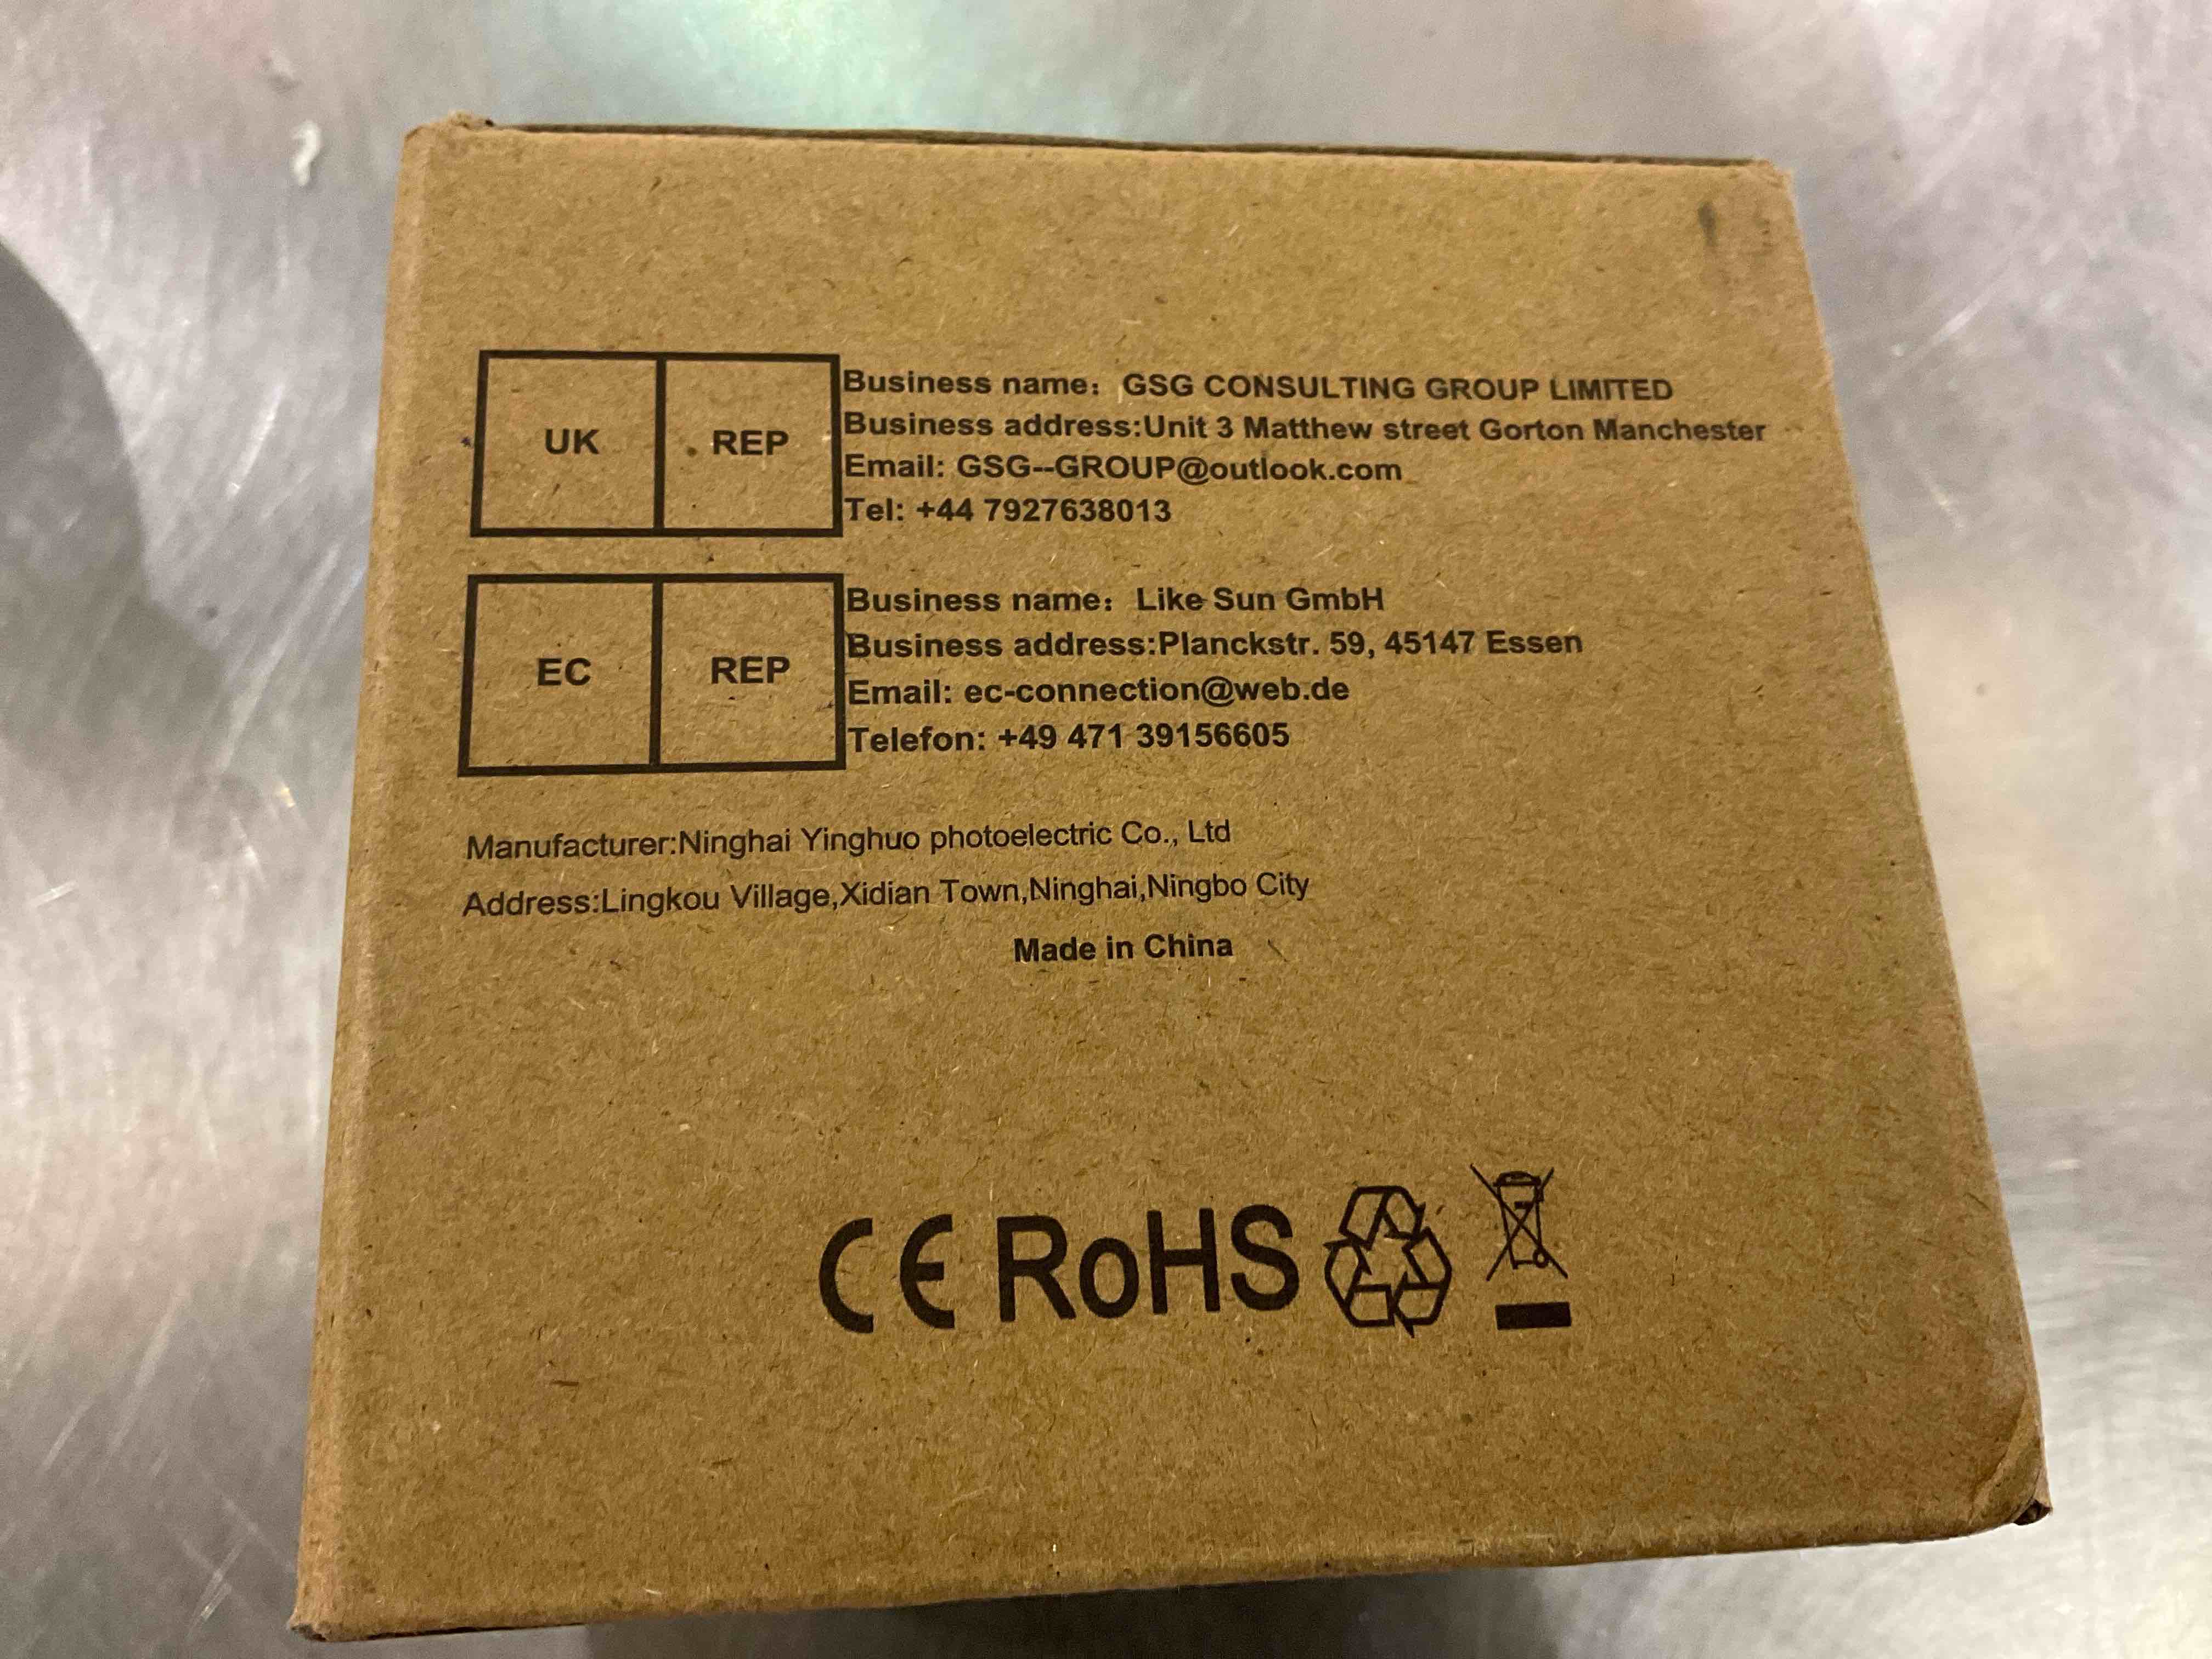 UK REP
Business name: GSG CONSULTING GROUP LIMITED
Business address:Unit 3 Matthew street Gorton Manchester
Email: GSG--GROUP@outlook.com
Tel: +44 7927638013
EC REP
Business name: Like Sun GmbH
Business address:Planckstr. 59, 45147 Essen
Email: ec-connection@web.de
Telefon: +49 471 39156605
Manufacturer:Ninghai Yinghuo photoelectric Co., Ltd
Address:Lingkou Village,Xidian Town,Ninghai,Ningbo City
Made in China
CE RoHS